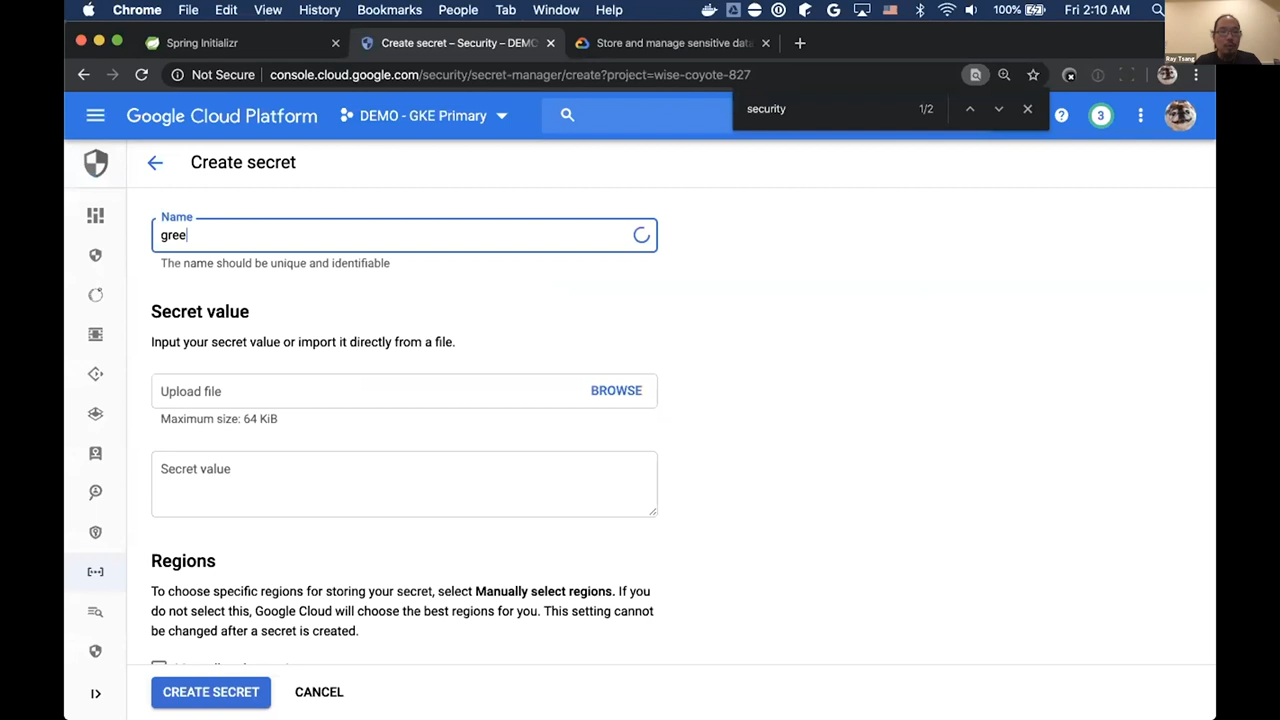 Chrome File Edit View History Bookmarks People Tab Window Help 100% Fri 2:10 AM
Ray Tsang
Spring Initializr
Create secret – Security – DEMO
Store and manage sensitive data
Not Secure console.cloud.google.com/security/secret-manager/create?project=wise-coyote-827
security 1/2
Google Cloud Platform DEMO - GKE Primary 3
Create secret
Name
gree
The name should be unique and identifiable
Secret value
Input your secret value or import it directly from a file.
Upload file BROWSE
Maximum size: 64 KiB
Secret value
Regions
To choose specific regions for storing your secret, select Manually select regions. If you
do not select this, Google Cloud will choose the best regions for you. This setting cannot
be changed after a secret is created.
CREATE SECRET CANCEL